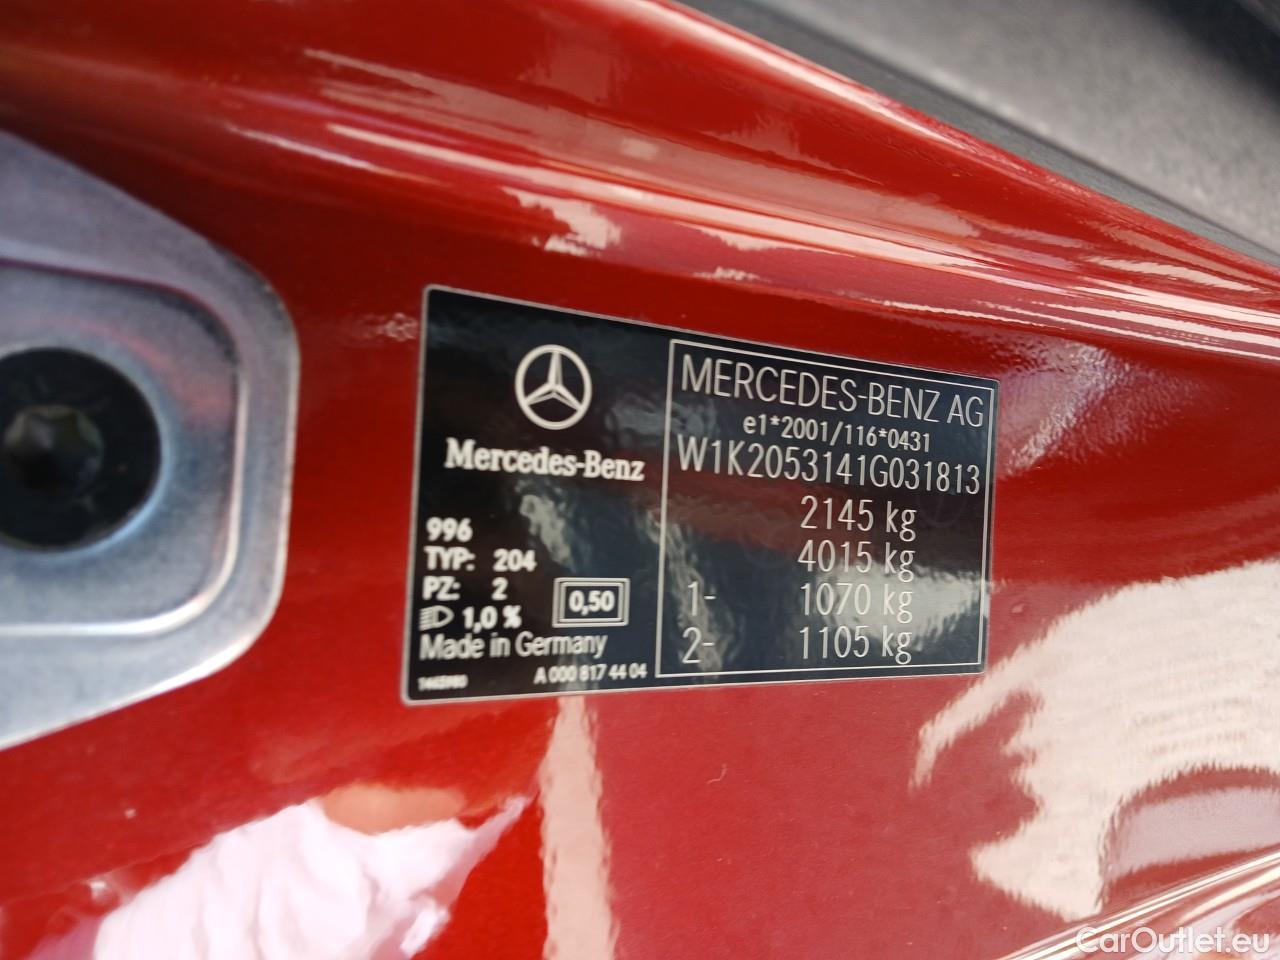 Mercedes-Benz
996
TYP: 204
PZ: 2
1,0 %
0,50
Made in Germany
A 000 817 44 04
MERCEDES-BENZ AG
e1*2001/116*0431
W1K2053141G031813
2145 kg
4015 kg
1- 1070 kg
2- 1105 kg
CarOutlet.eu